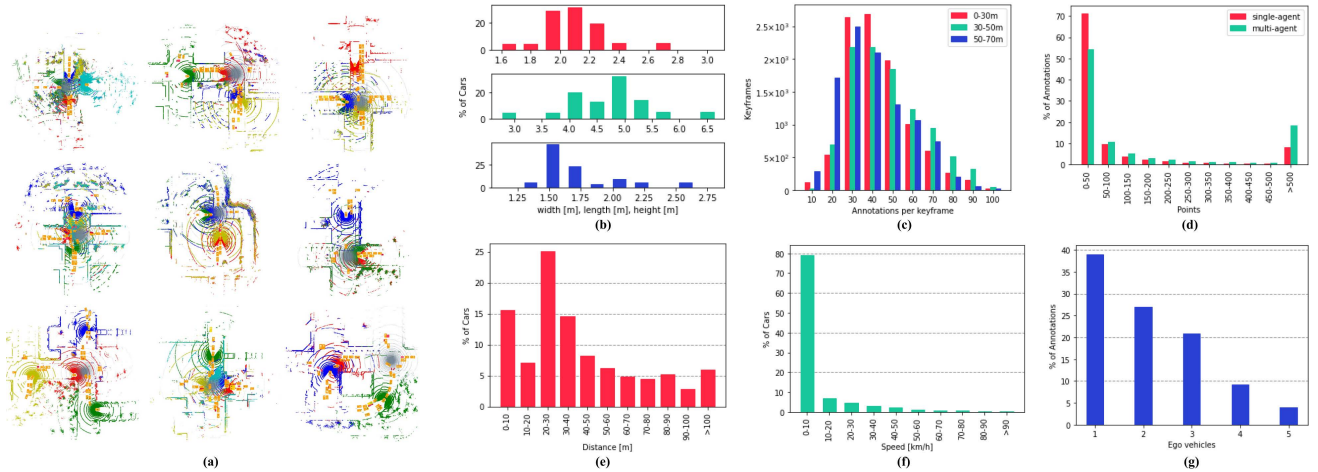 (a)
% of Cars
20
0
1.6 1.8 2.0 2.2 2.4 2.6 2.8 3.0
20
0
3.0 3.5 4.0 4.5 5.0 5.5 6.0 6.5
25
0
1.25 1.50 1.75 2.00 2.25 2.50 2.75
width [m], length [m], height [m]
(b)
Keyframes
2.5×10³
2×10³
1.5×10³
10³
5×10²
0
10 20 30 40 50 60 70 80 90 100
Annotations per keyframe
0-30m
30-50m
50-70m
(c)
% of Annotations
70
60
50
40
30
20
10
0
0-50 50-100 100-150 150-200 200-250 250-300 300-350 350-400 400-450 450-500 >500
Points
single-agent
multi-agent
(d)
% of Cars
25
20
15
10
5
0
0-10 10-20 20-30 30-40 40-50 50-60 60-70 70-80 80-90 90-100 >100
Distance [m]
(e)
% of Cars
80
70
60
50
40
30
20
10
0
0-10 10-20 20-30 30-40 40-50 50-60 60-70 70-80 80-90 >90
Speed [km/h]
(f)
% of Annotations
40
35
30
25
20
15
10
5
0
1 2 3 4 5
Ego vehicles
(g)